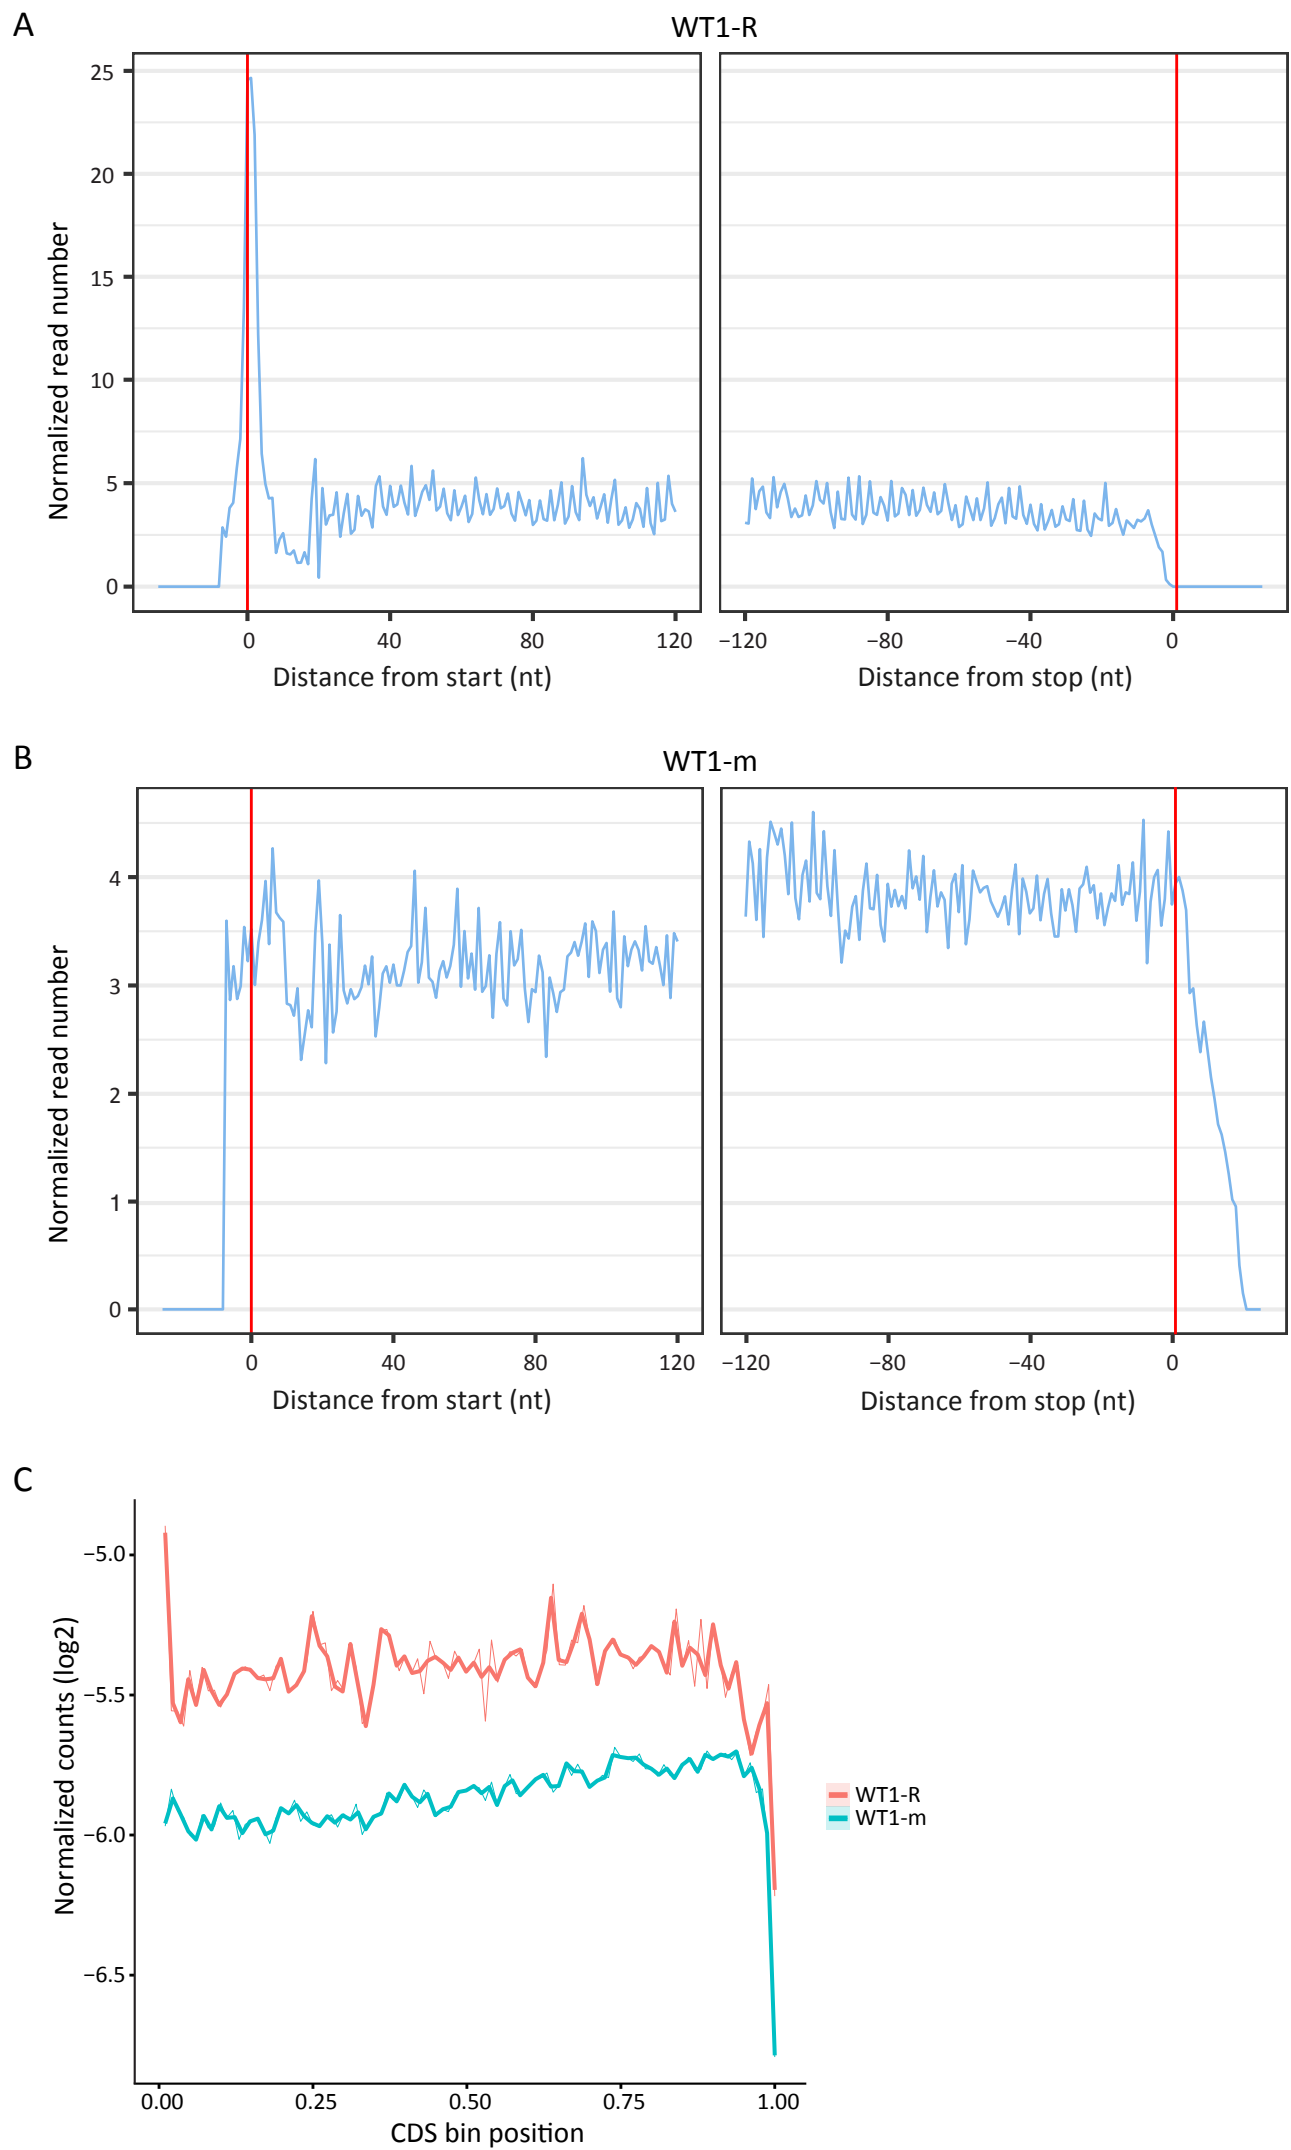 A
WT1-R
25
20
15
10
5
0
Normalized read number
0 40 80 120 −120 −80 −40 0
Distance from start (nt) Distance from stop (nt)
B
WT1-m
4
3
2
1
0
Normalized read number
0 40 80 120 −120 −80 −40 0
Distance from start (nt) Distance from stop (nt)
C
−5.0
−5.5
−6.0
−6.5
Normalized counts (log2)
WT1-R
WT1-m
0.00 0.25 0.50 0.75 1.00
CDS bin position